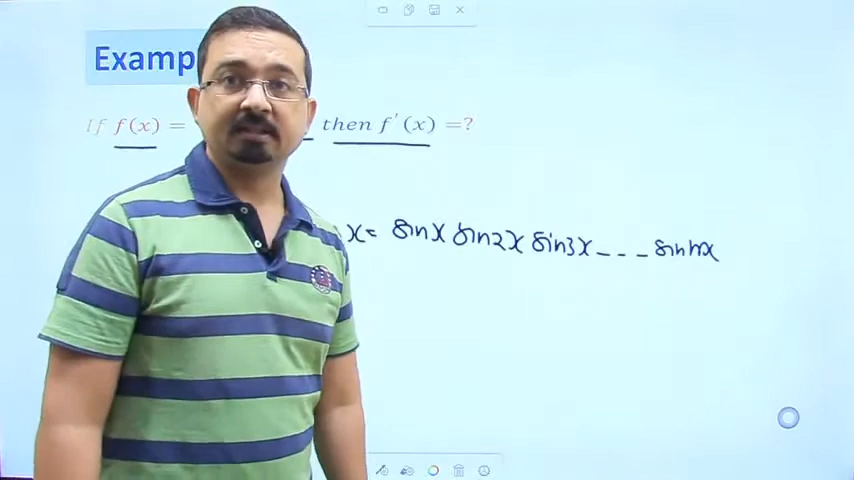 Examp
If f(x) = then f'(x) =?
x = sinx sin2x sin3x --- sinnx